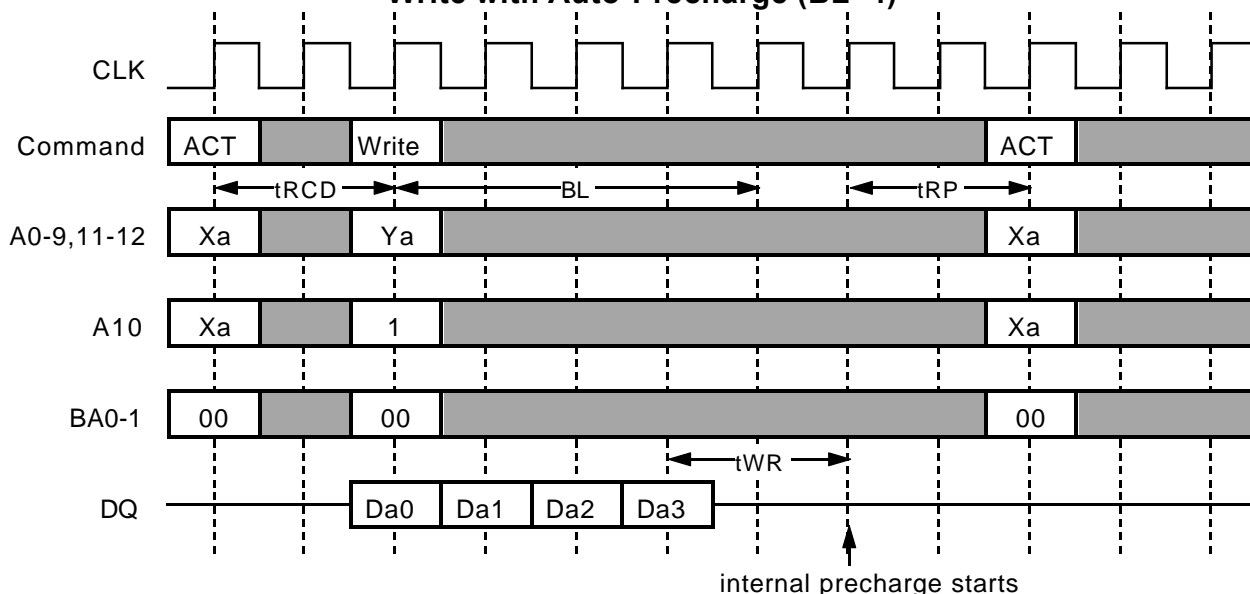 Write with Auto-Precharge (BL=4)
CLK
Command ACT Write ACT
tRCD BL tRP
A0-9,11-12 Xa Ya Xa
A10 Xa 1 Xa
BA0-1 00 00 00
tWR
DQ Da0 Da1 Da2 Da3
internal precharge starts